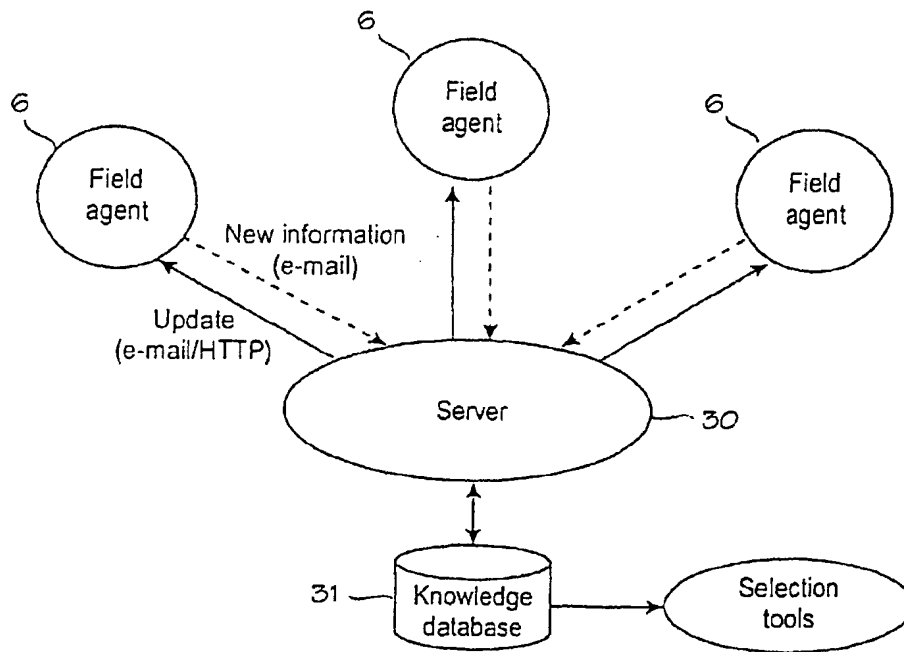 6
Field
agent
6
Field
agent
6
Field
agent
New information
(e-mail)
Update
(e-mail/HTTP)
Server
30
31
Knowledge
database
Selection
tools